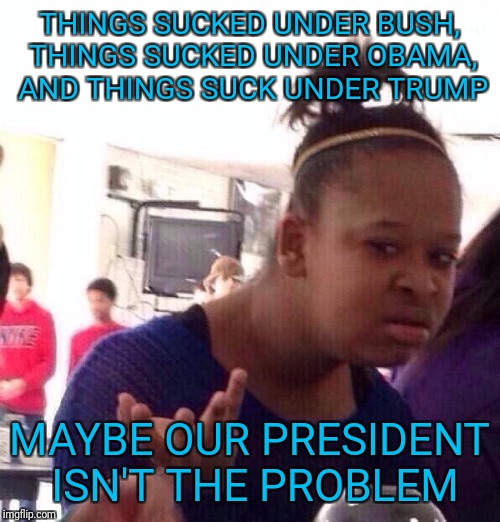 THINGS SUCKED UNDER BUSH,
THINGS SUCKED UNDER OBAMA,
AND THINGS SUCK UNDER TRUMP
MAYBE OUR PRESIDENT
ISN'T THE PROBLEM
imgflip.com